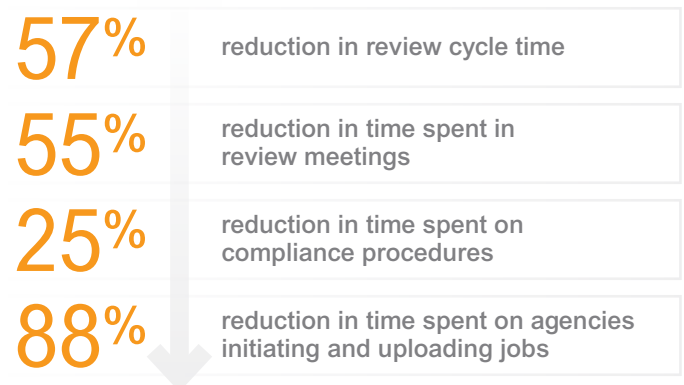 57%
reduction in review cycle time
55%
reduction in time spent in
review meetings
25%
reduction in time spent on
compliance procedures
88%
reduction in time spent on agencies
initiating and uploading jobs